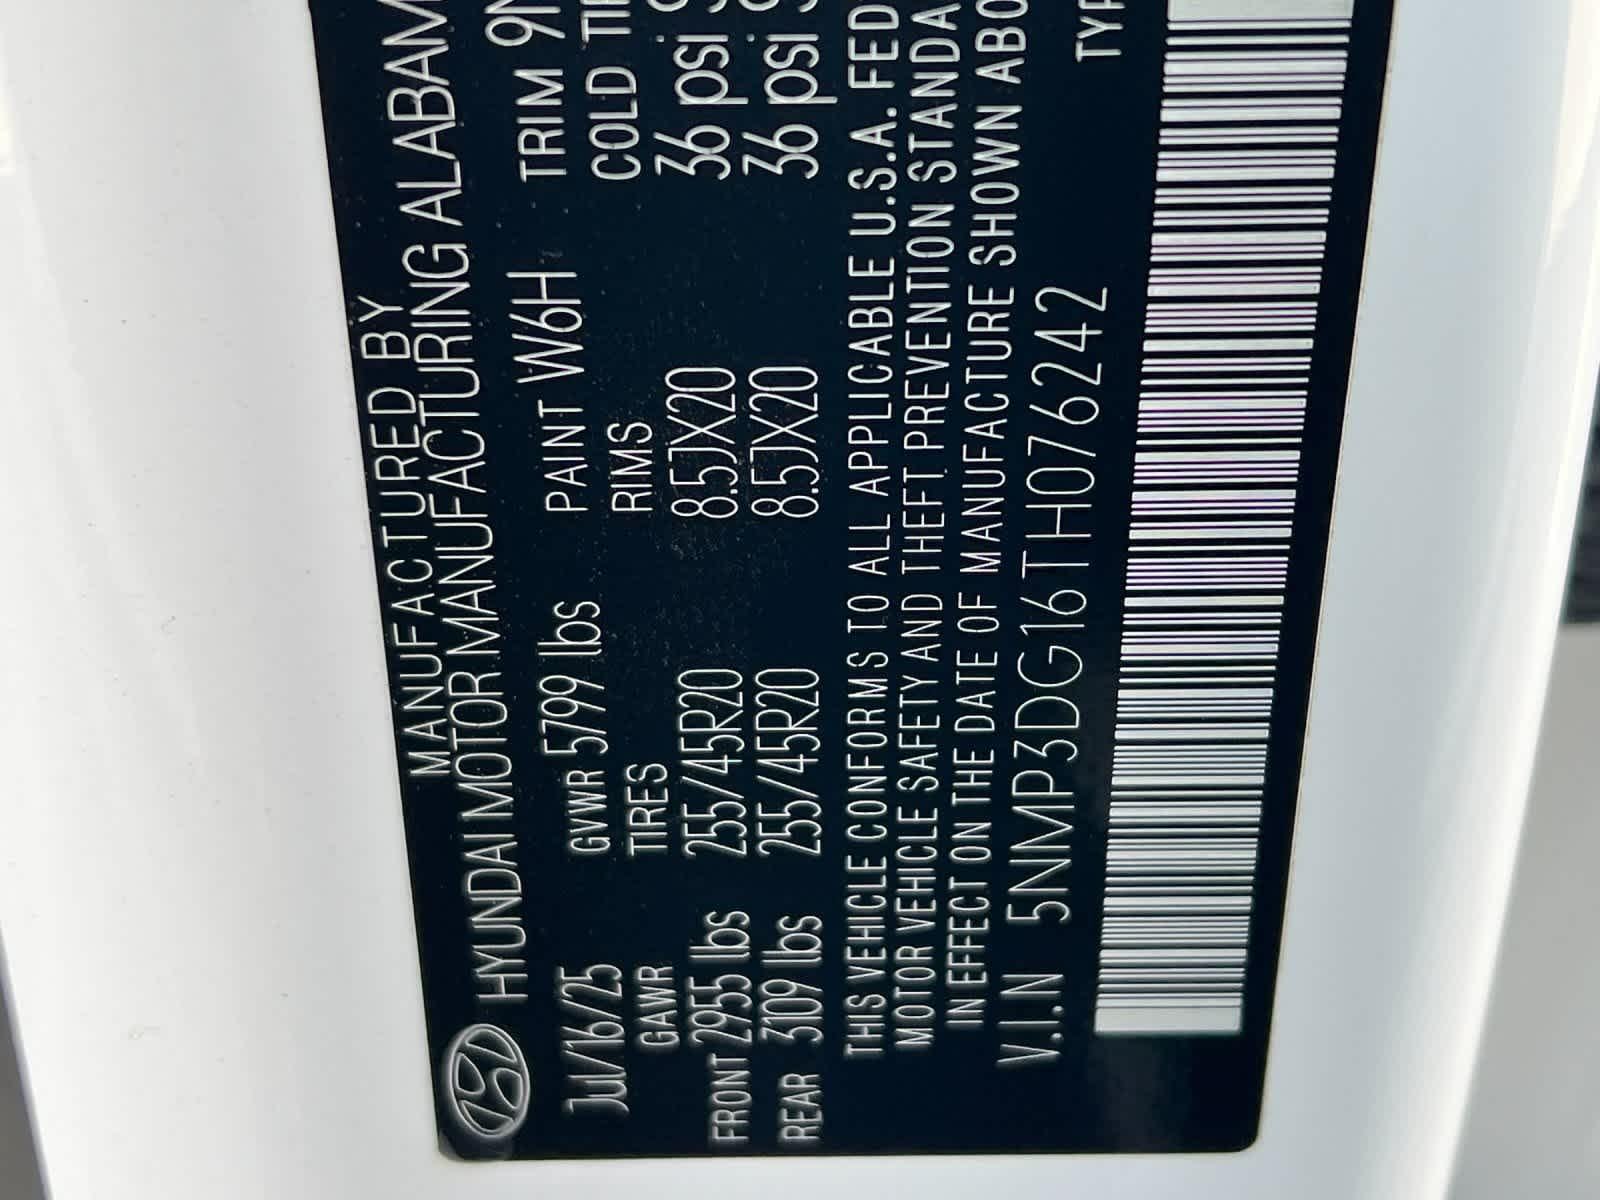 MANUFACTURED BY
HYUNDAI MOTOR MANUFACTURING ALABAM
Jul/16/25 GVWR 5799 lbs PAINT W6H TRIM 9
GAWR TIRES RIMS COLD TI
FRONT 2955 lbs 255/45R20 8.5JX20 36 psi
REAR 3109 lbs 255/45R20 8.5JX20 36 psi
THIS VEHICLE CONFORMS TO ALL APPLICABLE U.S.A. FED
MOTOR VEHICLE SAFETY AND THEFT PREVENTION STANDA
IN EFFECT ON THE DATE OF MANUFACTURE SHOWN ABO
V.I.N 5NMP3DG16TH076242
TYP